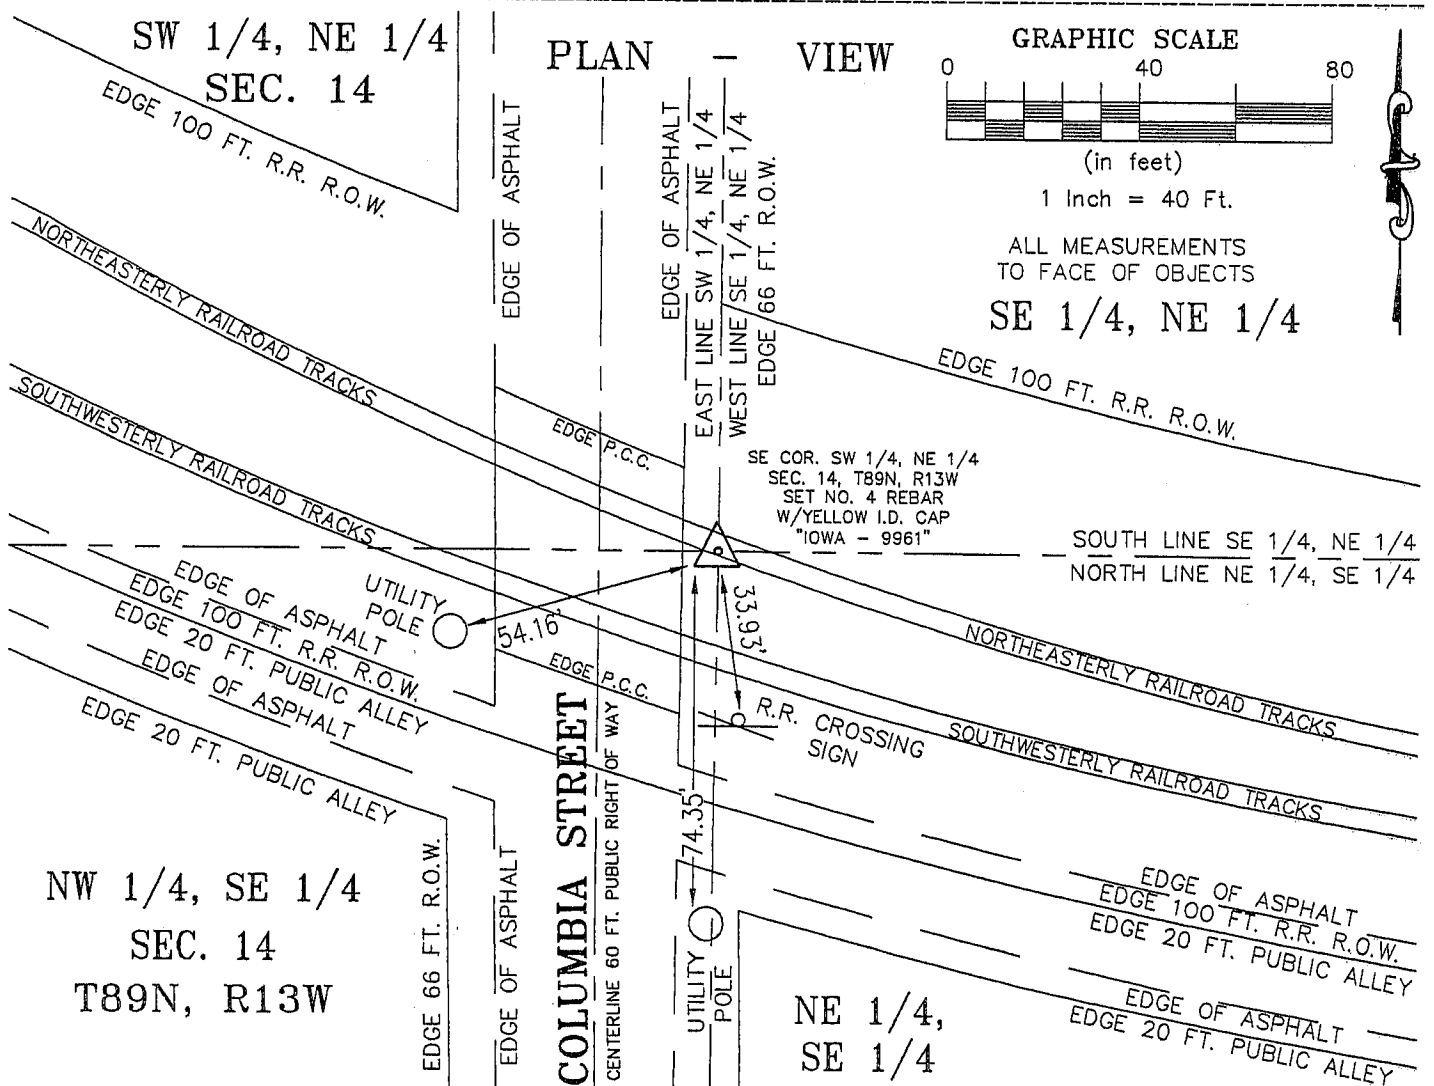 SW 1/4, NE 1/4
SEC. 14
PLAN - VIEW
GRAPHIC SCALE
0 40 80
(in feet)
1 Inch = 40 Ft.
ALL MEASUREMENTS
TO FACE OF OBJECTS
SE 1/4, NE 1/4
EDGE 100 FT. R.R. R.O.W.
EDGE OF ASPHALT
EDGE OF ASPHALT
EAST LINE SW 1/4, NE 1/4
WEST LINE SE 1/4, NE 1/4
EDGE 66 FT. R.O.W.
EDGE 100 FT. R.R. R.O.W.
NORTHEASTERLY RAILROAD TRACKS
SOUTHWESTERLY RAILROAD TRACKS
EDGE P.C.C.
SE COR. SW 1/4, NE 1/4
SEC. 14, T89N, R13W
SET NO. 4 REBAR
W/YELLOW I.D. CAP
"IOWA - 9961"
SOUTH LINE SE 1/4, NE 1/4
NORTH LINE NE 1/4, SE 1/4
UTILITY
POLE
54.16'
33.93'
EDGE OF ASPHALT
EDGE 100 FT. R.R. R.O.W.
EDGE 20 FT. PUBLIC ALLEY
EDGE OF ASPHALT
EDGE 20 FT. PUBLIC ALLEY
EDGE P.C.C.
R.R. CROSSING
SIGN
NORTHEASTERLY RAILROAD TRACKS
SOUTHWESTERLY RAILROAD TRACKS
74.35'
COLUMBIA STREET
CENTERLINE 60 FT. PUBLIC RIGHT OF WAY
EDGE 66 FT. R.O.W.
EDGE OF ASPHALT
UTILITY
POLE
NW 1/4, SE 1/4
SEC. 14
T89N, R13W
NE 1/4,
SE 1/4
EDGE OF ASPHALT
EDGE 100 FT. R.R. R.O.W.
EDGE 20 FT. PUBLIC ALLEY
EDGE OF ASPHALT
EDGE 20 FT. PUBLIC ALLEY